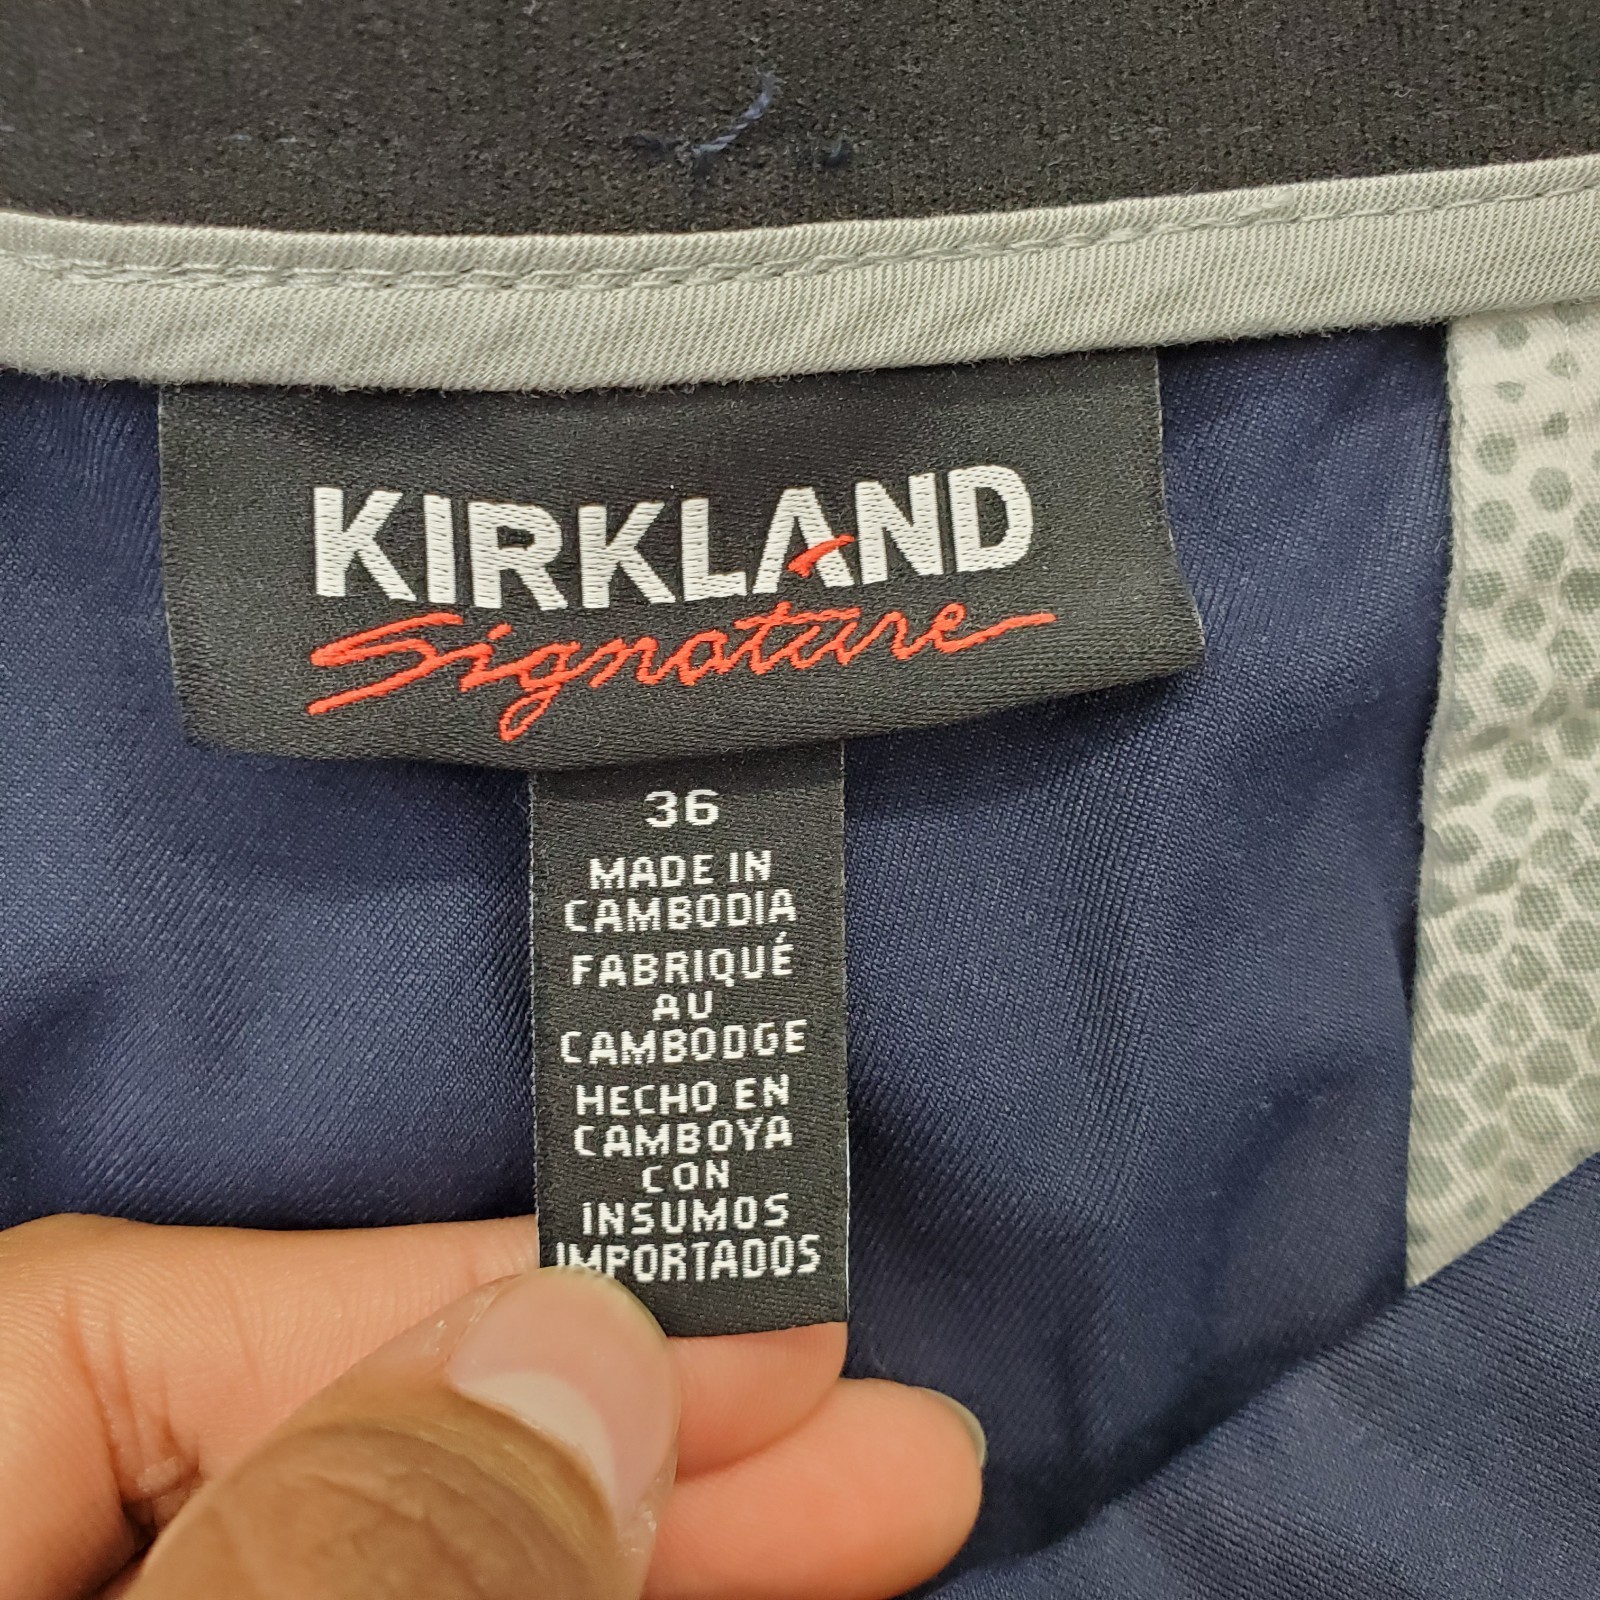 KIRKLAND
Signature
36
MADE IN
CAMBODIA
FABRIQUÉ
AU
CAMBODGE
HECHO EN
CAMBOYA
CON
INSUMOS
IMPORTADOS